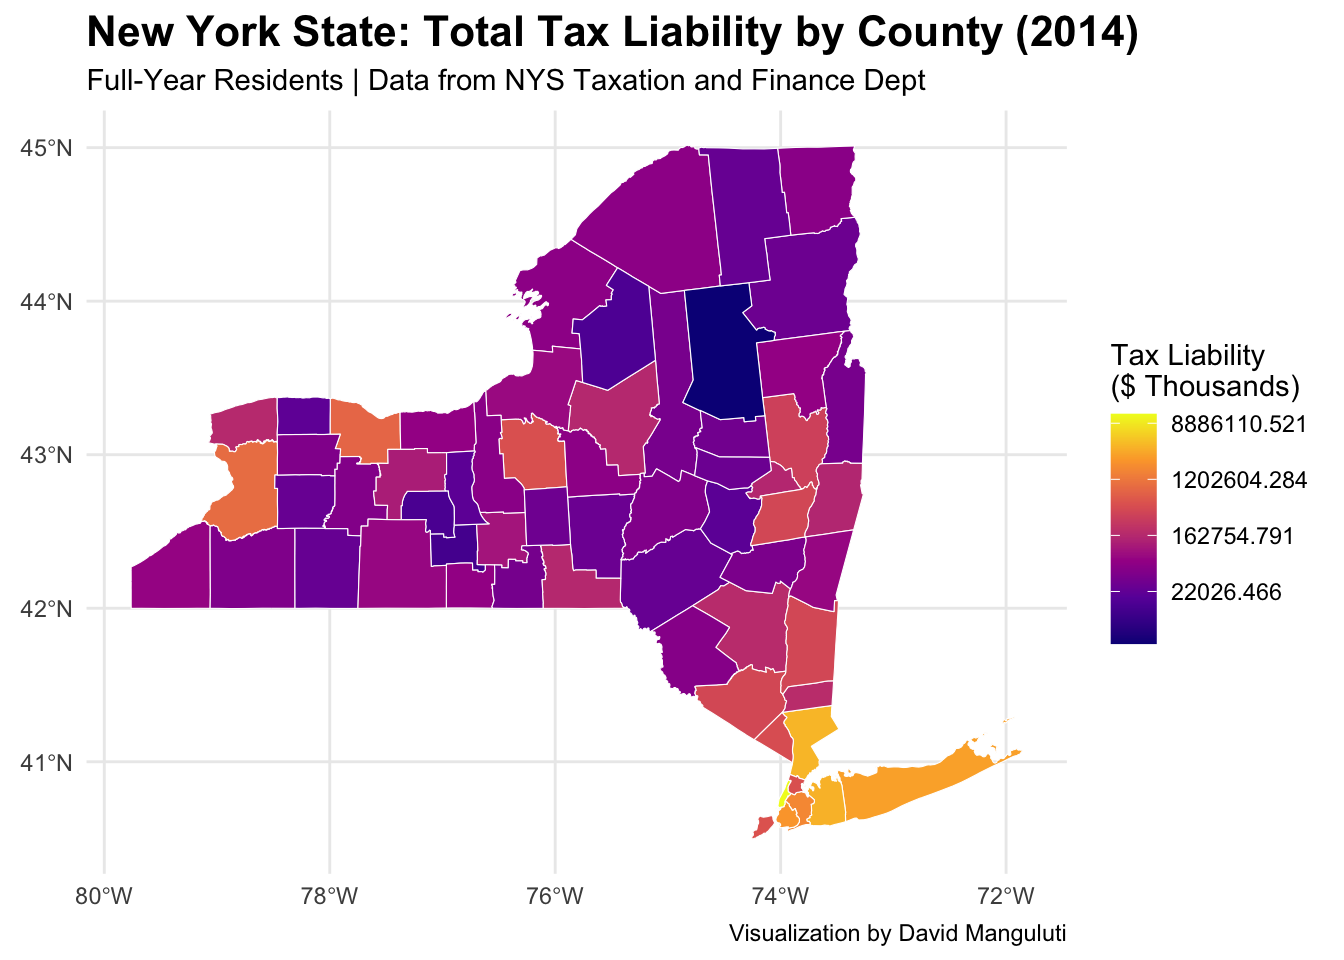 New York State: Total Tax Liability by County (2014)
Full-Year Residents | Data from NYS Taxation and Finance Dept
45°N
44°N
43°N
42°N
41°N
80°W
78°W
76°W
74°W
72°W
Tax Liability
($ Thousands)
8886110.521
1202604.284
162754.791
22026.466
Visualization by David Manguluti